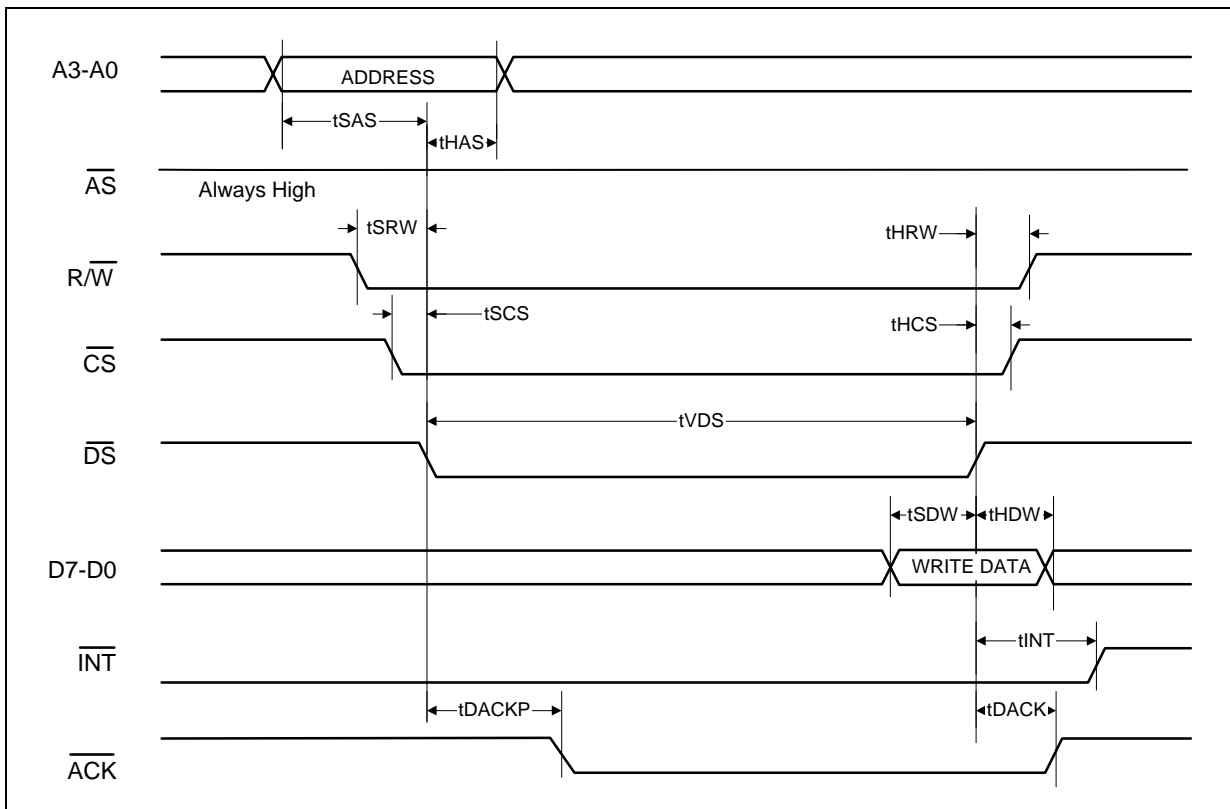 A3-A0
ADDRESS
tSAS
tHAS
AS
Always High
tSRW
tHRW
R/W
tSCS
tHCS
CS
tVDS
DS
tSDW
tHDW
D7-D0
WRITE DATA
tINT
INT
tDACKP
tDACK
ACK